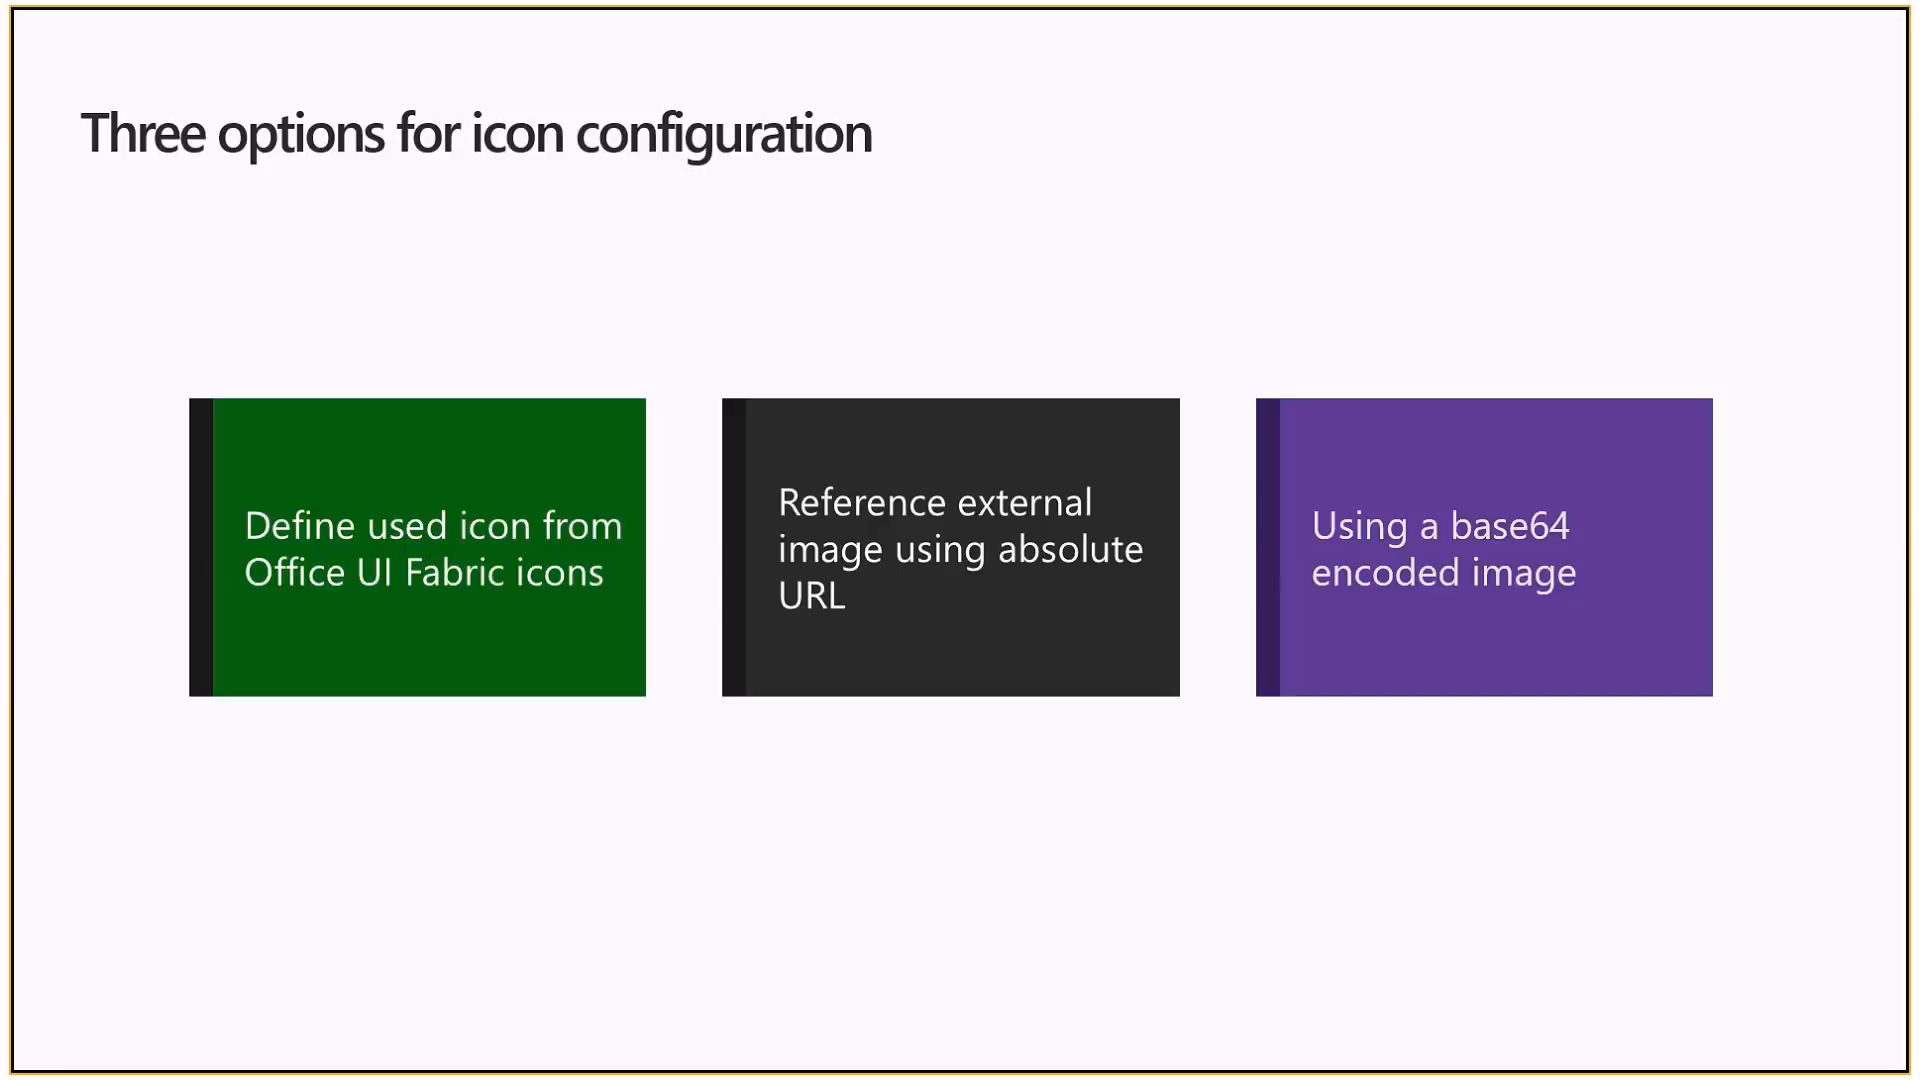 Three options for icon configuration
Define used icon from
Office UI Fabric icons
Reference external
image using absolute
URL
Using a base64
encoded image